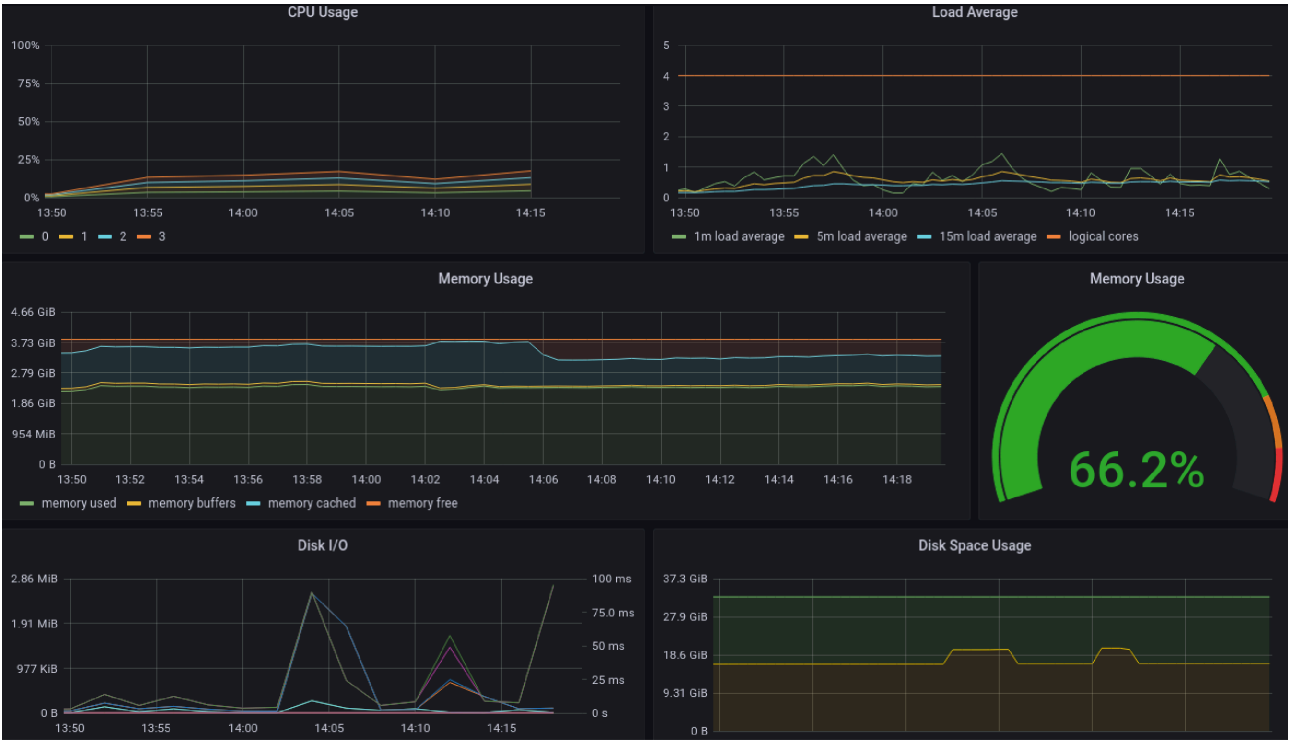 CPU Usage
100%
75%
50%
25%
0%
13:50 13:55 14:00 14:05 14:10 14:15
0 1 2 3
Load Average
5
4
3
2
1
0
13:50 13:55 14:00 14:05 14:10 14:15
1m load average 5m load average 15m load average logical cores
Memory Usage
4.66 GiB
3.73 GiB
2.79 GiB
1.86 GiB
954 MiB
0 B
13:50 13:52 13:54 13:56 13:58 14:00 14:02 14:04 14:06 14:08 14:10 14:12 14:14 14:16 14:18
memory used memory buffers memory cached memory free
Memory Usage
66.2%
Disk I/O
2.86 MiB
1.91 MiB
977 KiB
0 B
100 ms
75.0 ms
50 ms
25 ms
0 s
13:50 13:55 14:00 14:05 14:10 14:15
Disk Space Usage
37.3 GiB
27.9 GiB
18.6 GiB
9.31 GiB
0 B